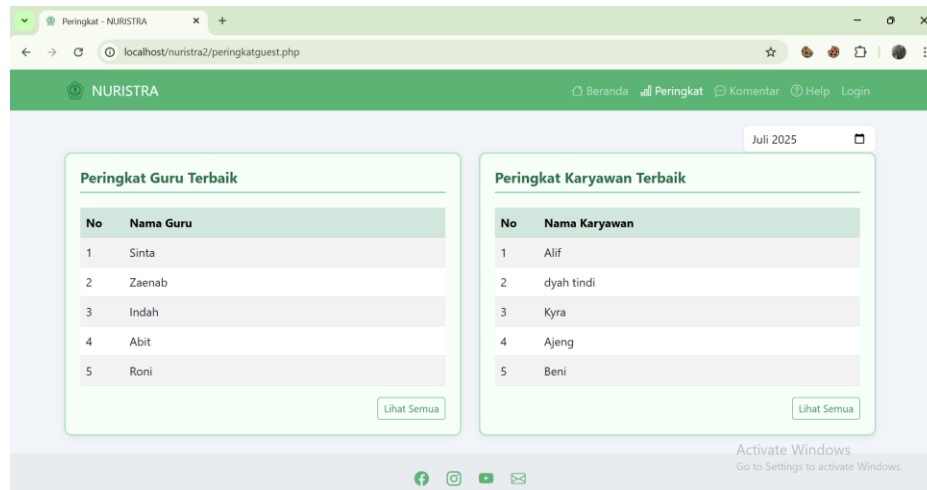 Peringkat - NURISTRA
localhost/nuristra2/peringkatguest.php
NURISTRA
Beranda Peringkat Komentar Help Login
Juli 2025
Peringkat Guru Terbaik
No Nama Guru
1 Sinta
2 Zaenab
3 Indah
4 Abit
5 Roni
Lihat Semua
Peringkat Karyawan Terbaik
No Nama Karyawan
1 Alif
2 dyah tindi
3 Kyra
4 Ajeng
5 Beni
Lihat Semua
Activate Windows
Go to Settings to activate Windows.